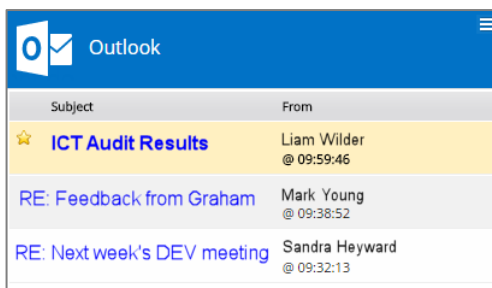 Outlook
Subject From
ICT Audit Results Liam Wilder
@ 09:59:46
RE: Feedback from Graham Mark Young
@ 09:38:52
RE: Next week's DEV meeting Sandra Heyward
@ 09:32:13